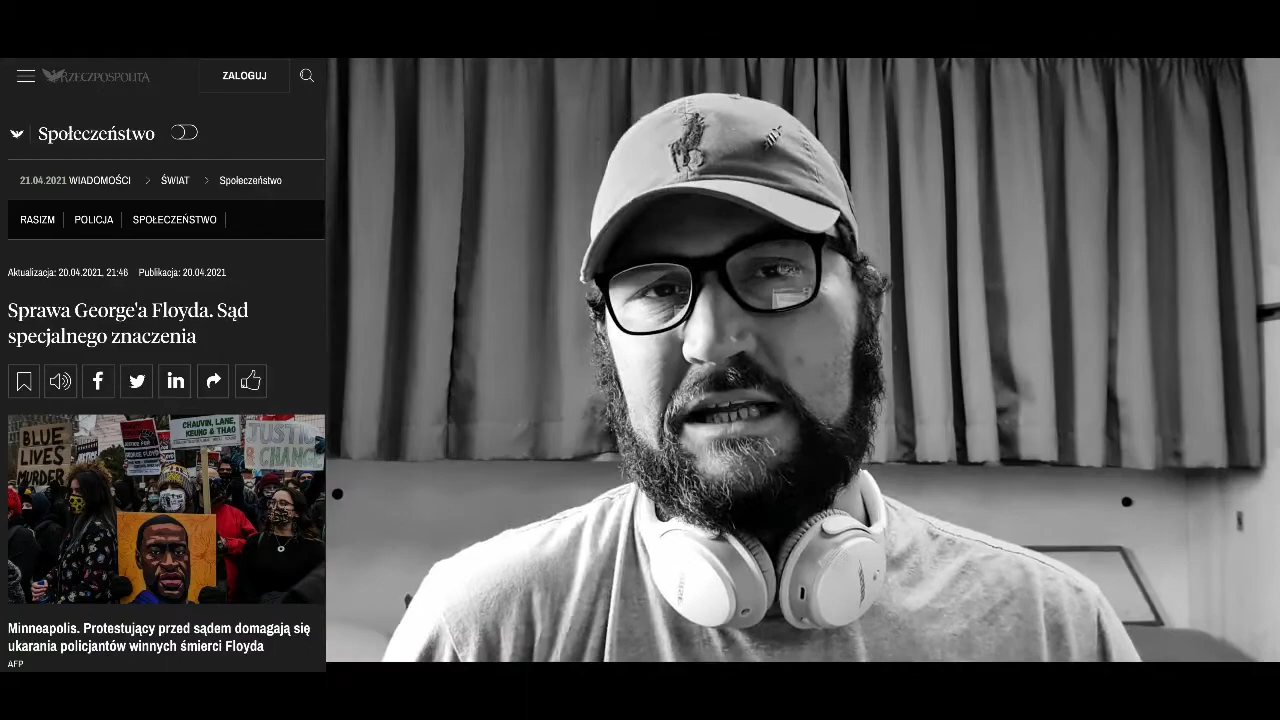 RZECZPOSPOLITA
ZALOGUJ
Społeczeństwo
21.04.2021 WIADOMOŚCI
ŚWIAT
Społeczeństwo
RASIZM
POLICJA
SPOŁECZEŃSTWO
Aktualizacja: 20.04.2021, 21:46 Publikacja: 20.04.2021
Sprawa George'a Floyda. Sąd
specjalnego znaczenia
BLUE
LIVES
MURDER
CHAUVIN, LANE,
KEUNG & THAO
GEORGE FLOYD
Minneapolis. Protestujący przed sądem domagają się
ukarania policjantów winnych śmierci Floyda
AFP